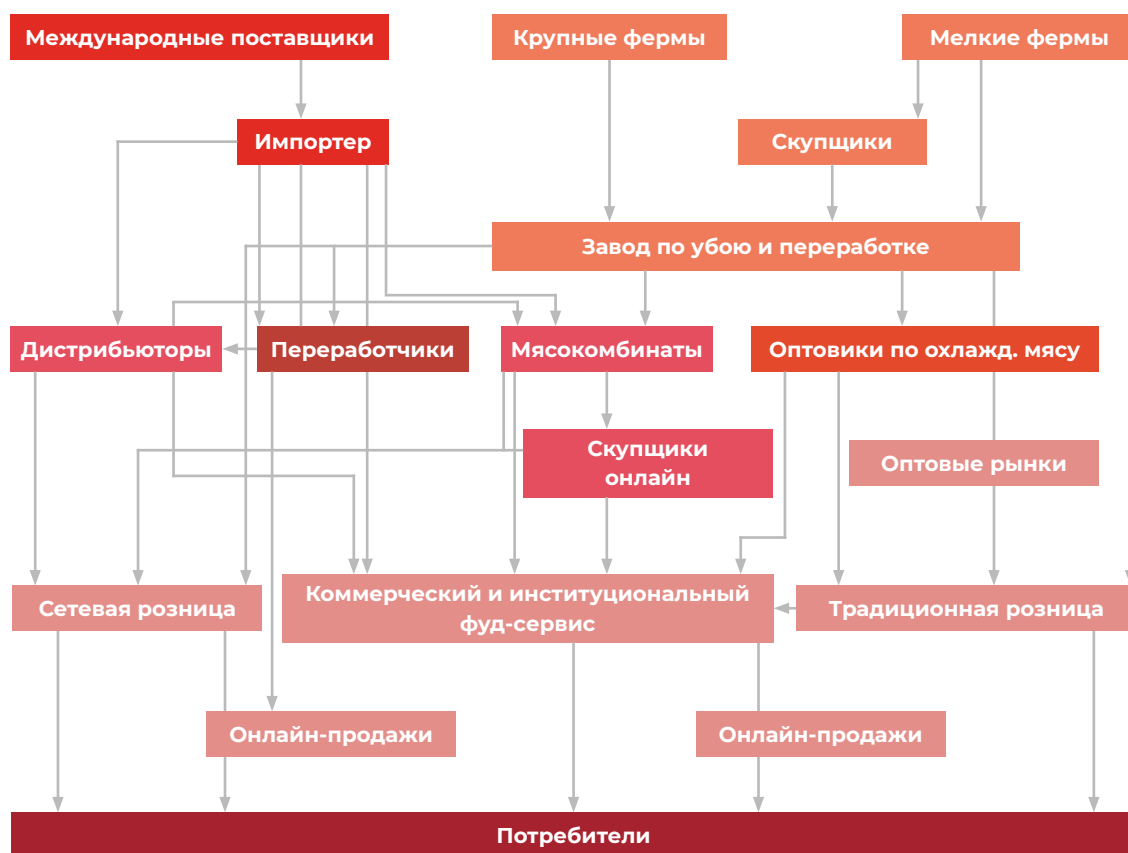 Международные поставщики
Крупные фермы
Мелкие фермы
Импортер
Скупщики
Завод по убою и переработке
Дистрибьюторы
Переработчики
Мясокомбинаты
Оптовики по охлажд. мясу
Скупщики
онлайн
Оптовые рынки
Сетевая розница
Коммерческий и институциональный
фуд-сервис
Традиционная розница
Онлайн-продажи
Онлайн-продажи
Потребители